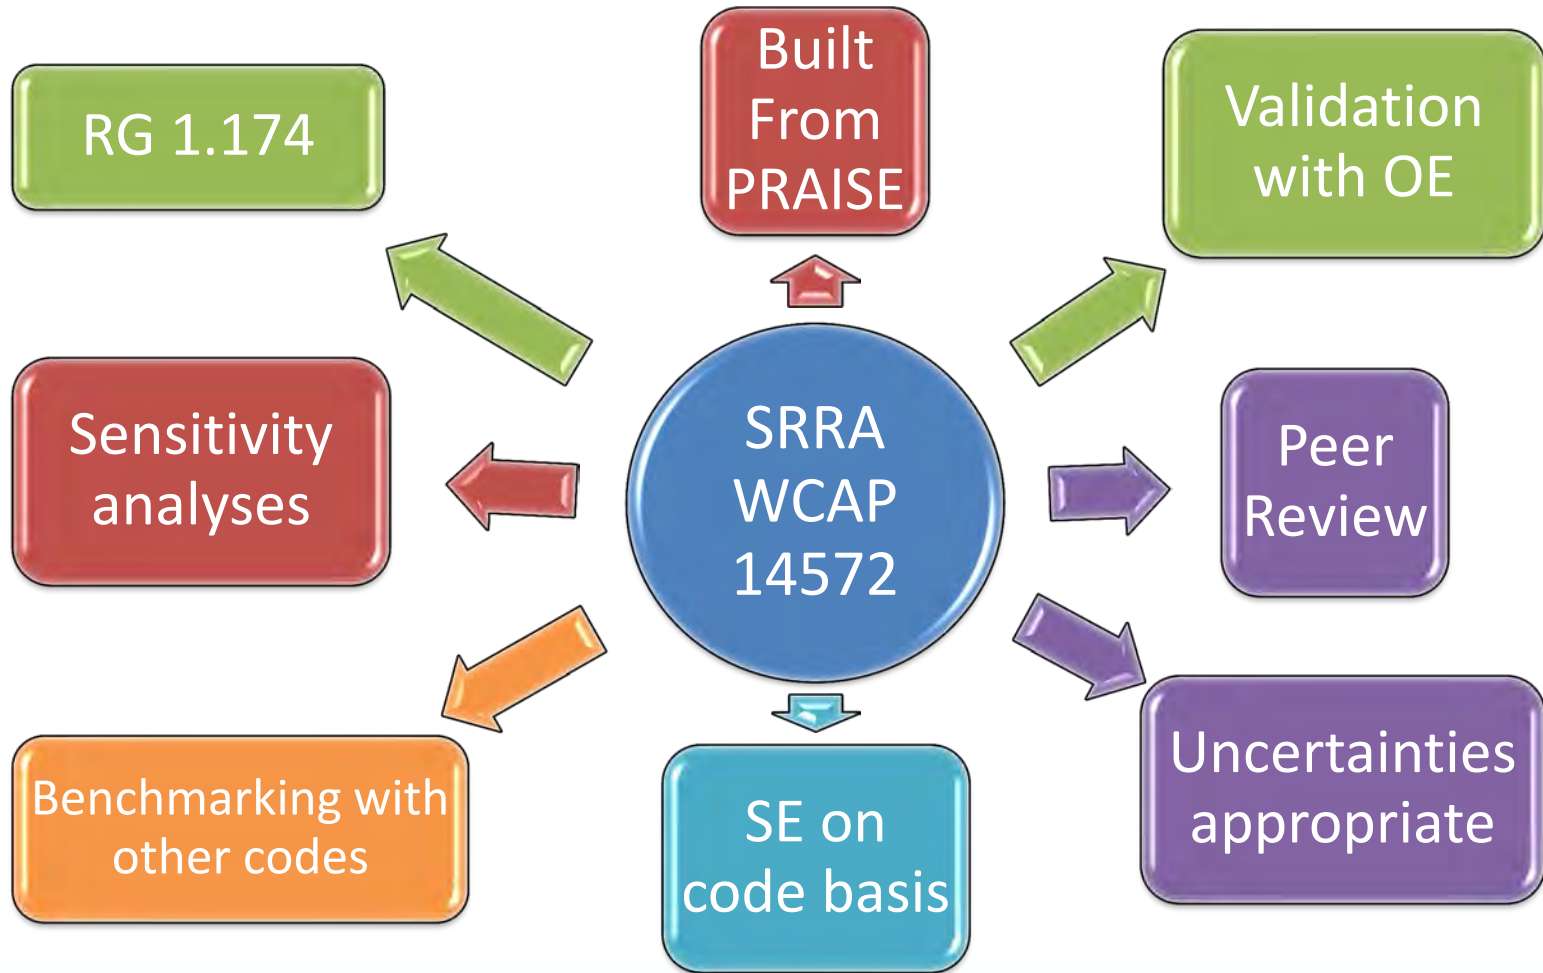 Built
From
PRAISE
RG 1.174
Validation
with OE
Sensitivity
analyses
SRRA
WCAP
14572
Peer
Review
Benchmarking with
other codes
SE on
code basis
Uncertainties
appropriate